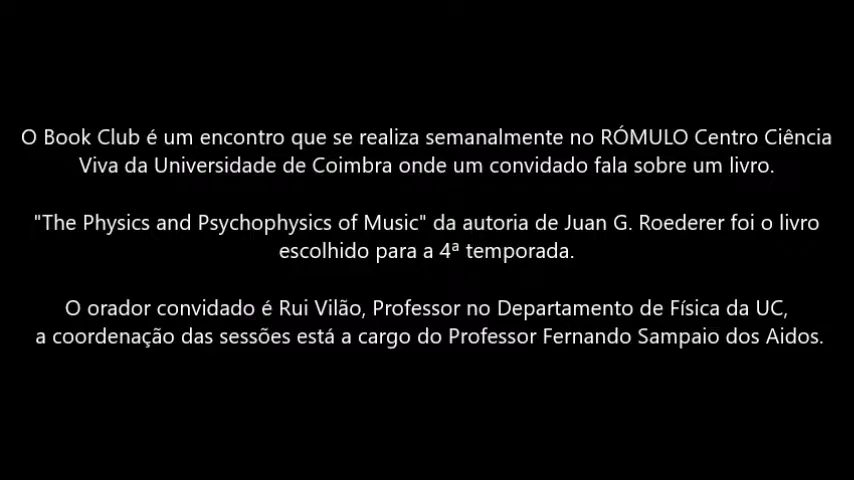 O Book Club é um encontro que se realiza semanalmente no RÓMULO Centro Ciência
Viva da Universidade de Coimbra onde um convidado fala sobre um livro.
"The Physics and Psychophysics of Music" da autoria de Juan G. Roederer foi o livro
escolhido para a 4ª temporada.
O orador convidado é Rui Vilão, Professor no Departamento de Física da UC,
a coordenação das sessões está a cargo do Professor Fernando Sampaio dos Aidos.